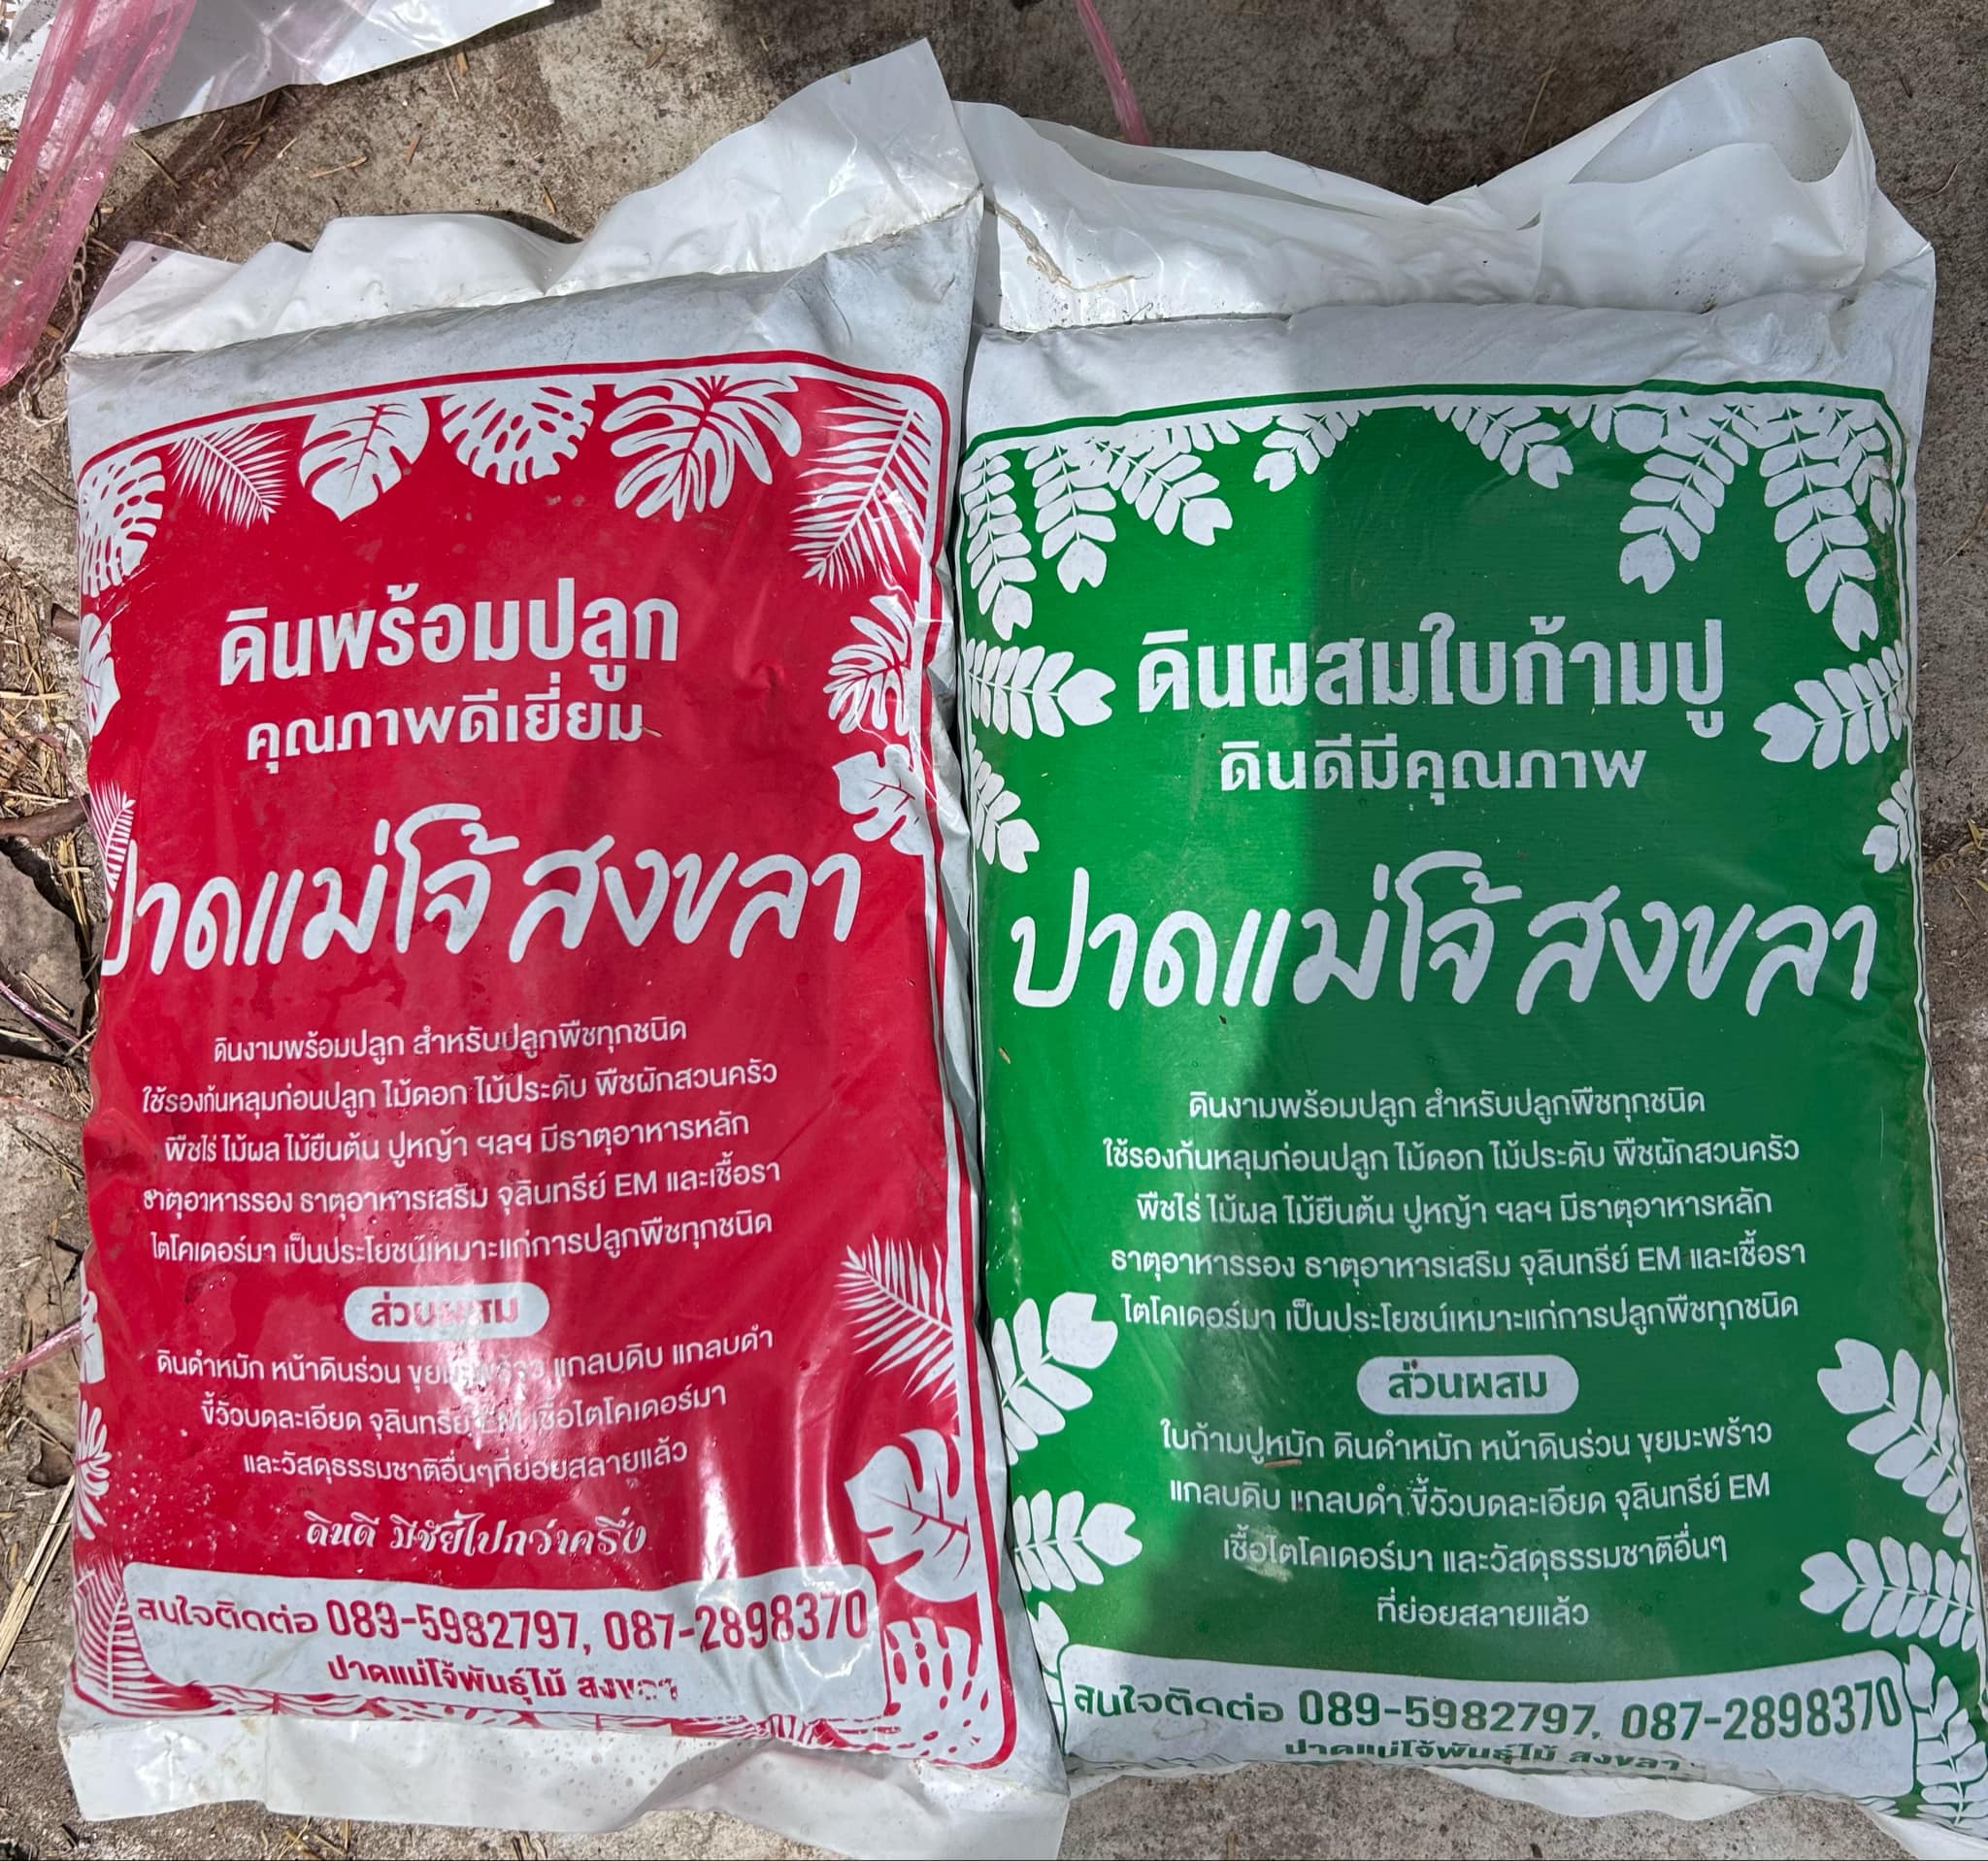 ดินพร้อมปลูก
คุณภาพดีเยี่ยม
ปาดแม่โจ้ สงขลา
ดินงามพร้อมปลูก สำหรับปลูกพืชทุกชนิด
ใช้รองก้นหลุมก่อนปลูก ไม้ดอก ไม้ประดับ พืชผักสวนครัว
พืชไร่ ไม้ผล ไม้ยืนต้น ปูหญ้า ฯลฯ มีธาตุอาหารหลัก
ธาตุอาหารรอง ธาตุอาหารเสริม จุลินทรีย์ EM และเชื้อรา
ไตโคเดอร์มา เป็นประโยชน์เหมาะแก่การปลูกพืชทุกชนิด
ส่วนผสม
ดินดำหมัก หน้าดินร่วน ขุยมะพร้าว แกลบดิบ แกลบดำ
ขี้วัวบดละเอียด จุลินทรีย์ EM เชื้อไตโคเดอร์มา
และวัสดุธรรมชาติอื่นๆที่ย่อยสลายแล้ว
ดินดี มีชัยไปกว่าครึ่ง
สนใจติดต่อ 089-5982797, 087-2898370
ปาดแม่โจ้พันธุ์ไม้ สงขลา
ดินผสมใบก้ามปู
ดินดีมีคุณภาพ
ปาดแม่โจ้ สงขลา
ดินงามพร้อมปลูก สำหรับปลูกพืชทุกชนิด
ใช้รองก้นหลุมก่อนปลูก ไม้ดอก ไม้ประดับ พืชผักสวนครัว
พืชไร่ ไม้ผล ไม้ยืนต้น ปูหญ้า ฯลฯ มีธาตุอาหารหลัก
ธาตุอาหารรอง ธาตุอาหารเสริม จุลินทรีย์ EM และเชื้อรา
ไตโคเดอร์มา เป็นประโยชน์เหมาะแก่การปลูกพืชทุกชนิด
ส่วนผสม
ใบก้ามปูหมัก ดินดำหมัก หน้าดินร่วน ขุยมะพร้าว
แกลบดิบ แกลบดำ ขี้วัวบดละเอียด จุลินทรีย์ EM
เชื้อไตโคเดอร์มา และวัสดุธรรมชาติอื่นๆ
ที่ย่อยสลายแล้ว
สนใจติดต่อ 089-5982797, 087-2898370
ปาดแม่โจ้พันธุ์ไม้ สงขลา